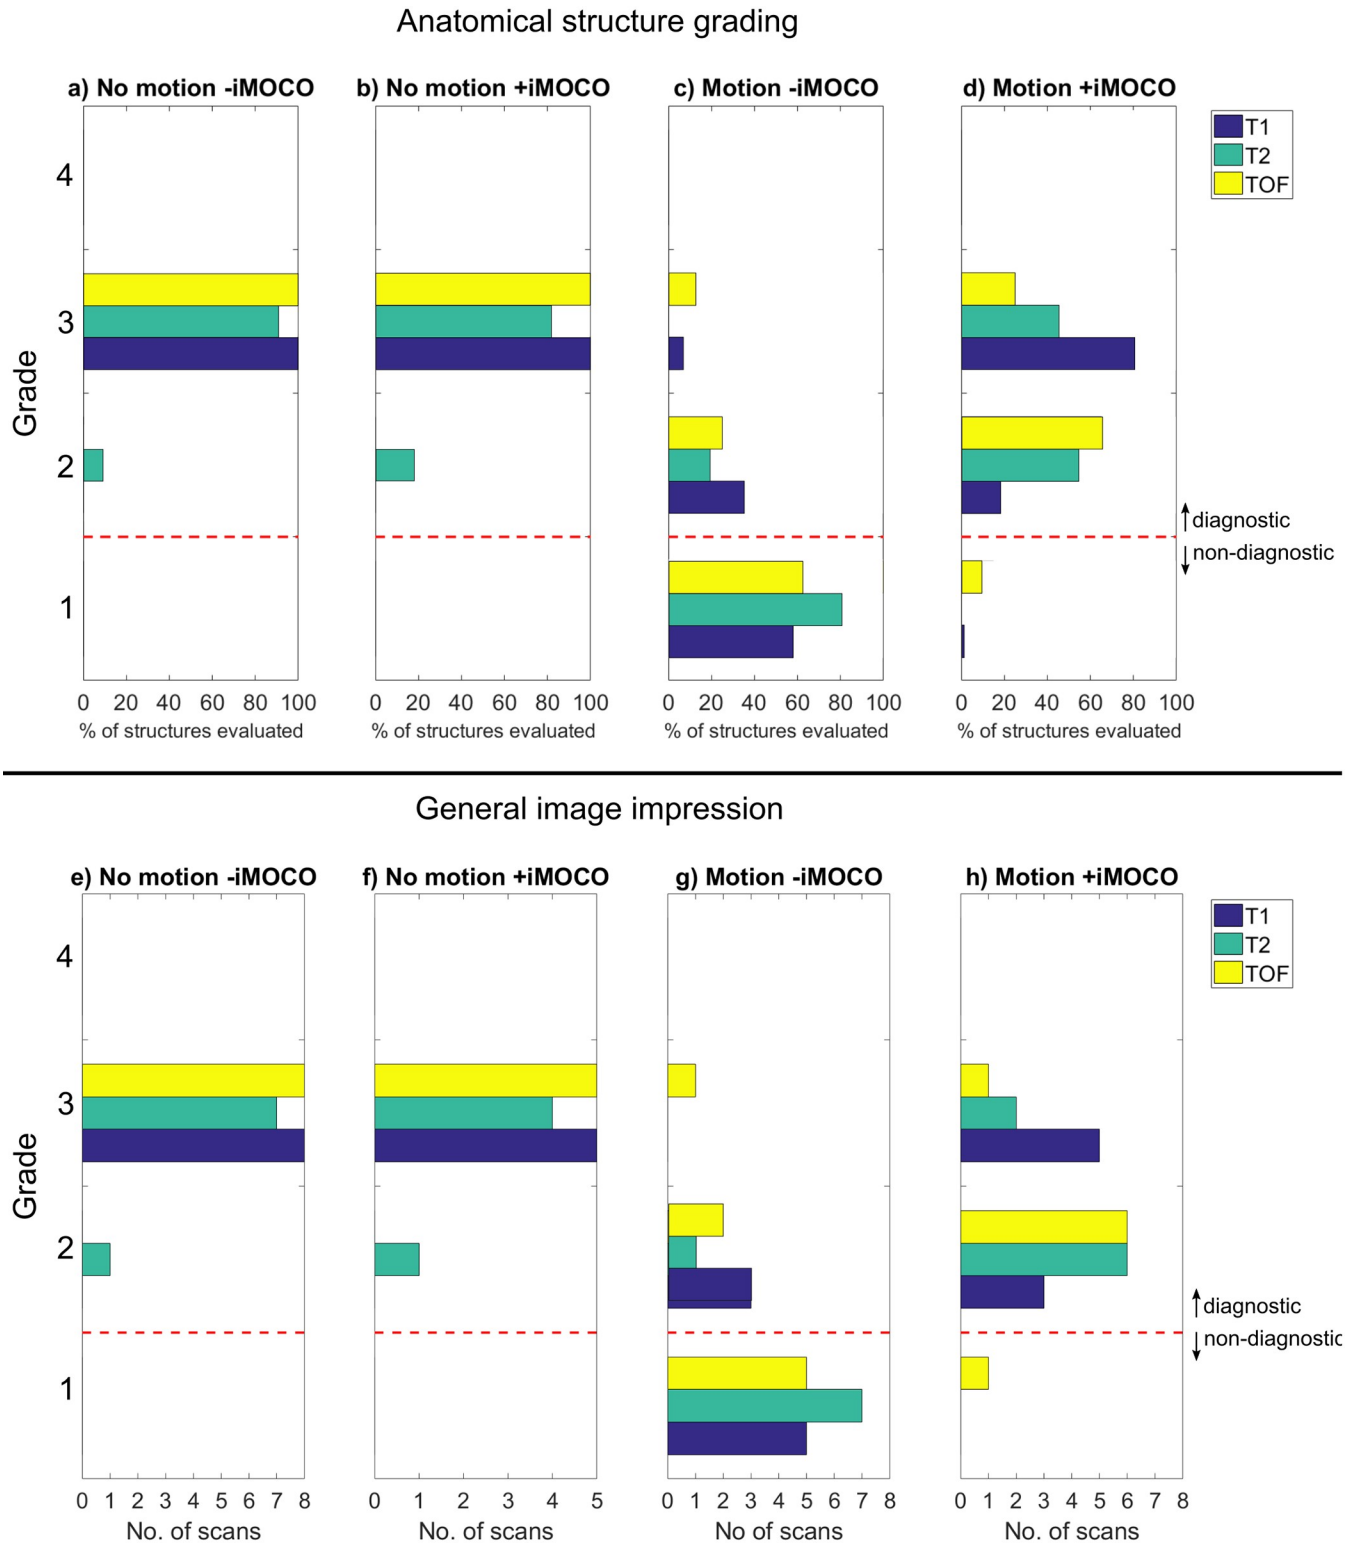 Anatomical structure grading
a) No motion -iMOCO
b) No motion +iMOCO
c) Motion -iMOCO
d) Motion +iMOCO
T1
T2
TOF
4
3
2
1
Grade
diagnostic
non-diagnostic
0 20 40 60 80 100
0 20 40 60 80 100
0 20 40 60 80 100
0 20 40 60 80 100
% of structures evaluated
% of structures evaluated
% of structures evaluated
% of structures evaluated
General image impression
e) No motion -iMOCO
f) No motion +iMOCO
g) Motion -iMOCO
h) Motion +iMOCO
T1
T2
TOF
4
3
2
1
Grade
diagnostic
non-diagnostic
0 1 2 3 4 5 6 7 8
0 1 2 3 4 5
0 1 2 3 4 5 6 7 8
0 1 2 3 4 5 6 7 8
No. of scans
No. of scans
No of scans
No. of scans